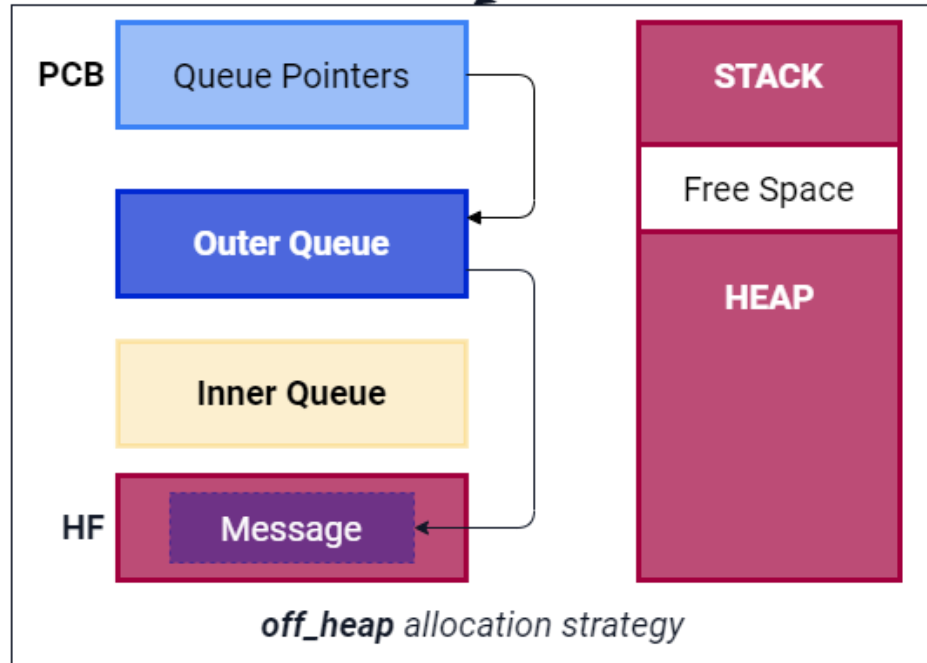 PCB
Queue Pointers
Outer Queue
Inner Queue
HF
Message
STACK
Free Space
HEAP
off_heap allocation strategy